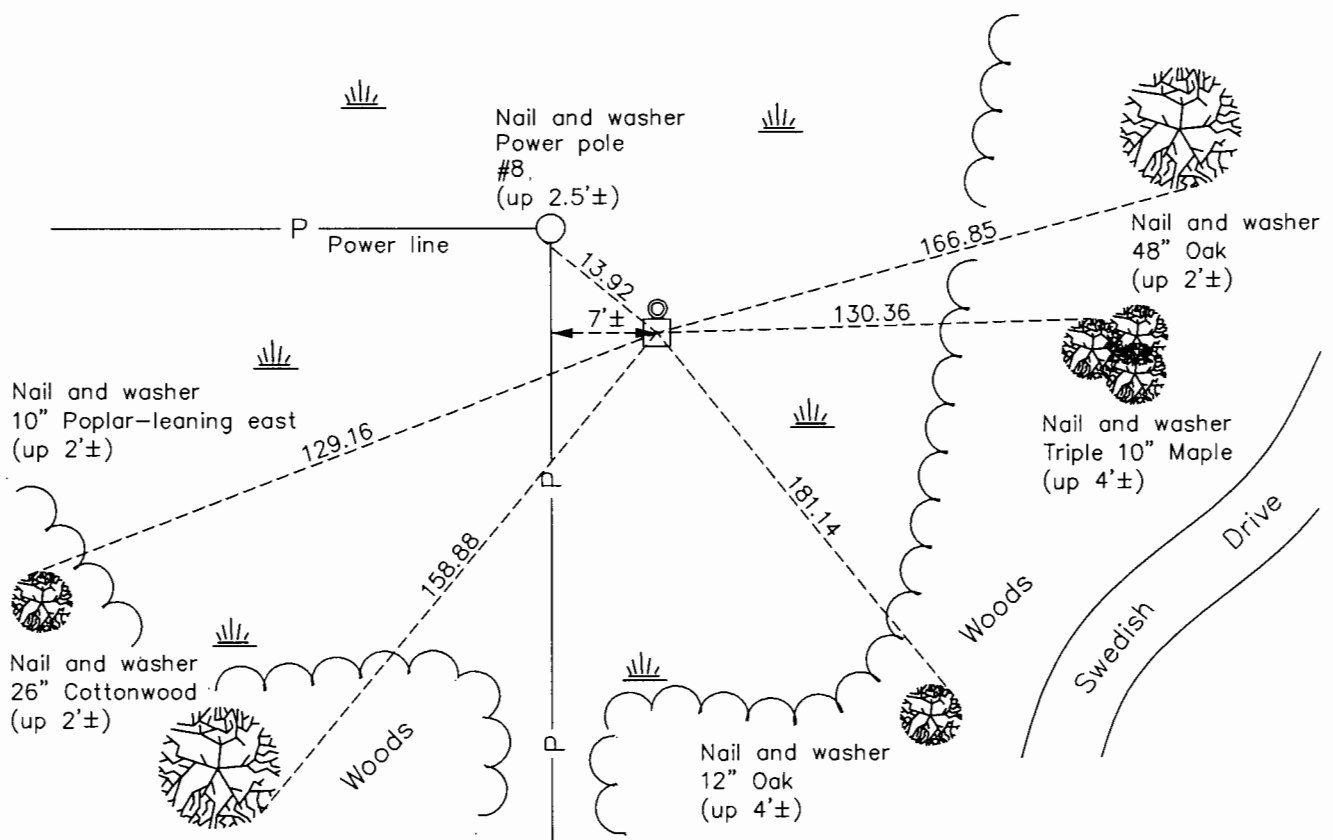 Nail and washer
Power pole
#8.
(up 2.5'±)
P
Power line
13.92
7'±
166.85
Nail and washer
48" Oak
(up 2'±)
130.36
Nail and washer
10" Poplar-leaning east
(up 2'±)
129.16
Nail and washer
Triple 10" Maple
(up 4'±)
P
181.14
158.88
Swedish Drive
Woods
Nail and washer
26" Cottonwood
(up 2'±)
Woods
P
Nail and washer
12" Oak
(up 4'±)